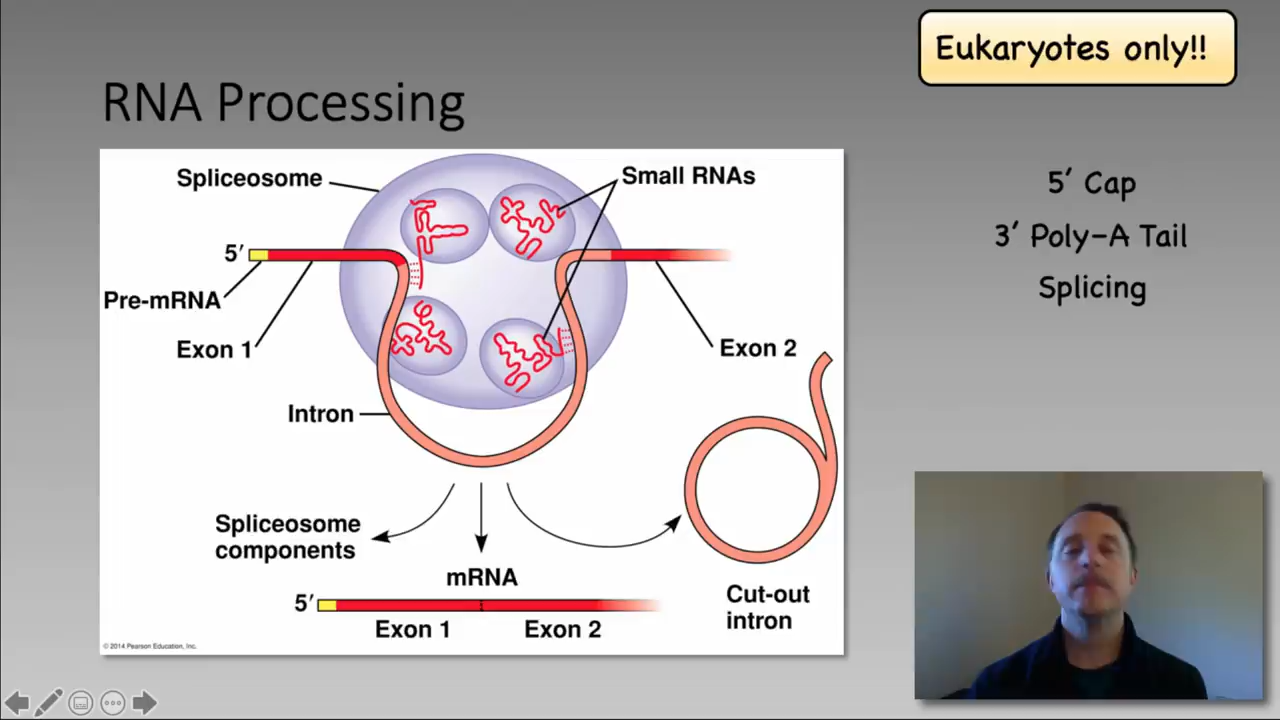 Eukaryotes only!!
RNA Processing
5′ Cap
3′ Poly-A Tail
Splicing
Spliceosome
Small RNAs
5′
Pre-mRNA
Exon 1
Exon 2
Intron
Spliceosome
components
mRNA
5′
Exon 1
Exon 2
Cut-out
intron
© 2014 Pearson Education, Inc.